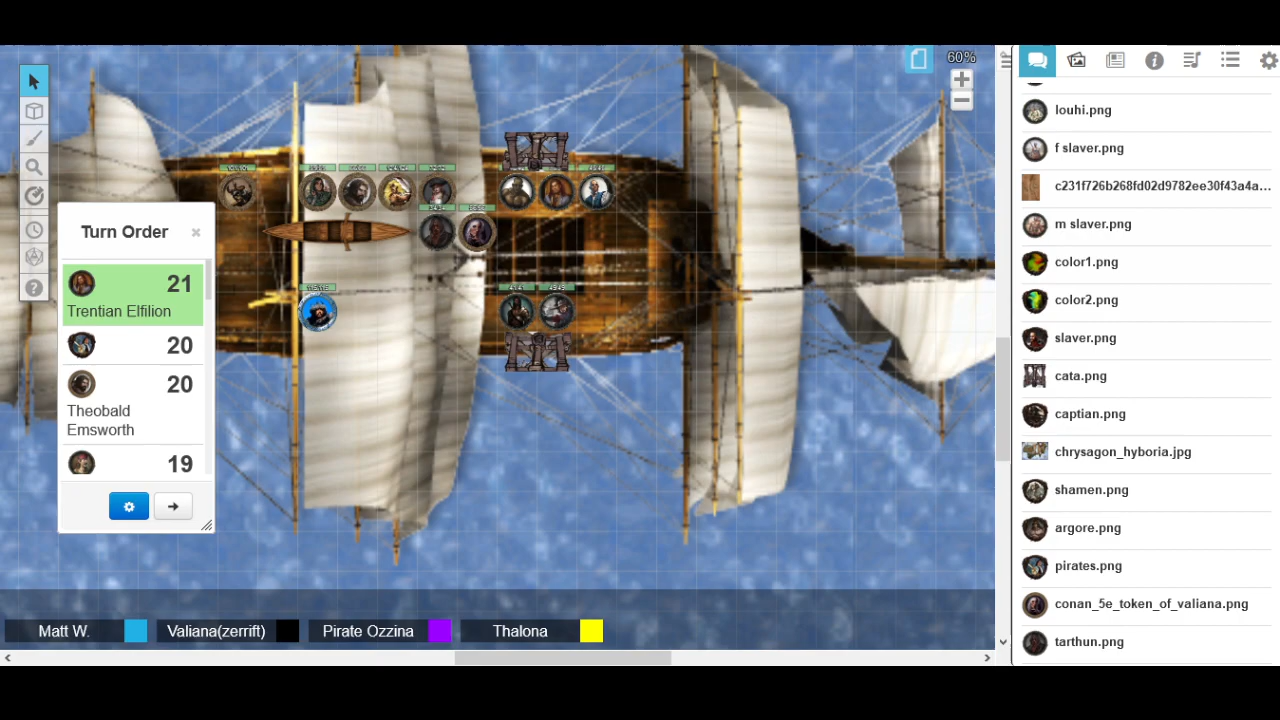 60%
louhi.png
f slaver.png
c231f726b268fd02d9782ee30f43a4a...
m slaver.png
color1.png
color2.png
slaver.png
cata.png
captian.png
chrysagon_hyboria.jpg
shamen.png
argore.png
pirates.png
conan_5e_token_of_valiana.png
tarthun.png
Turn Order ×
21
Trentian Elfilion
20
20
Theobald
Emsworth
19
Matt W.
Valiana(zerrift)
Pirate Ozzina
Thalona